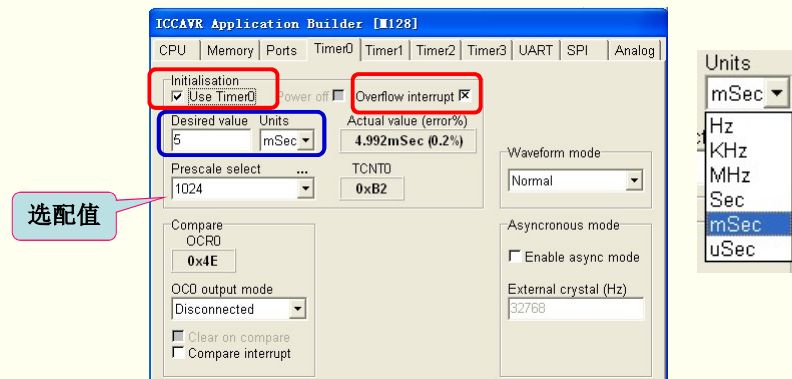 ICCAVR Application Builder [M128]
CPU Memory Ports Timer0 Timer1 Timer2 Timer3 UART SPI Analog
Initialisation
Use Timer0 Power off Overflow interrupt
Desired value Units Actual value (error%)
5 mSec 4.992mSec (0.2%)
Prescale select ... TCNT0
1024 0xB2
Waveform mode
Normal
选配值
Compare
OCR0
0x4E
OC0 output mode
Disconnected
Clear on compare
Compare interrupt
Asyncronous mode
Enable async mode
External crystal (Hz)
32768
Units
mSec
Hz
KHz
MHz
Sec
mSec
uSec